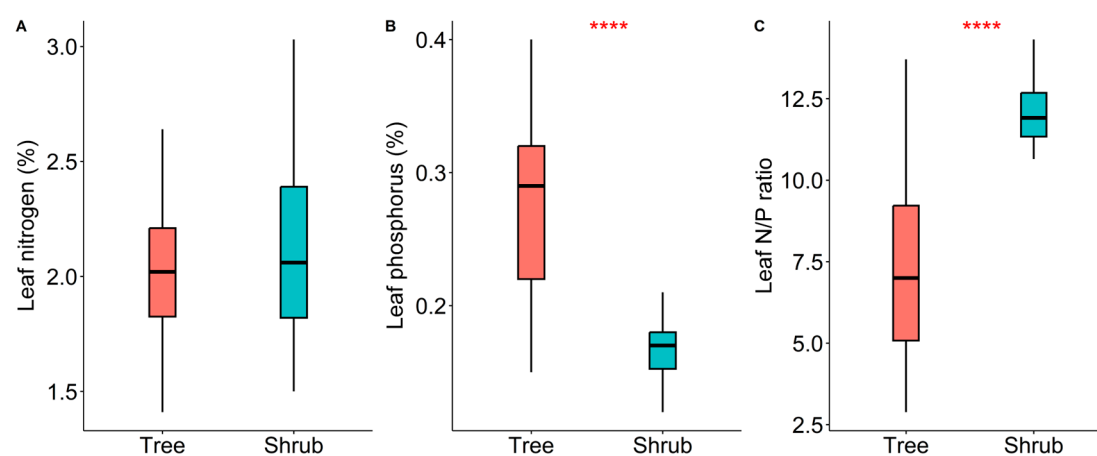 A
Leaf nitrogen (%)
3.0
2.5
2.0
1.5
Tree Shrub
B
****
Leaf phosphorus (%)
0.4
0.3
0.2
Tree Shrub
C
****
Leaf N/P ratio
12.5
10.0
7.5
5.0
2.5
Tree Shrub